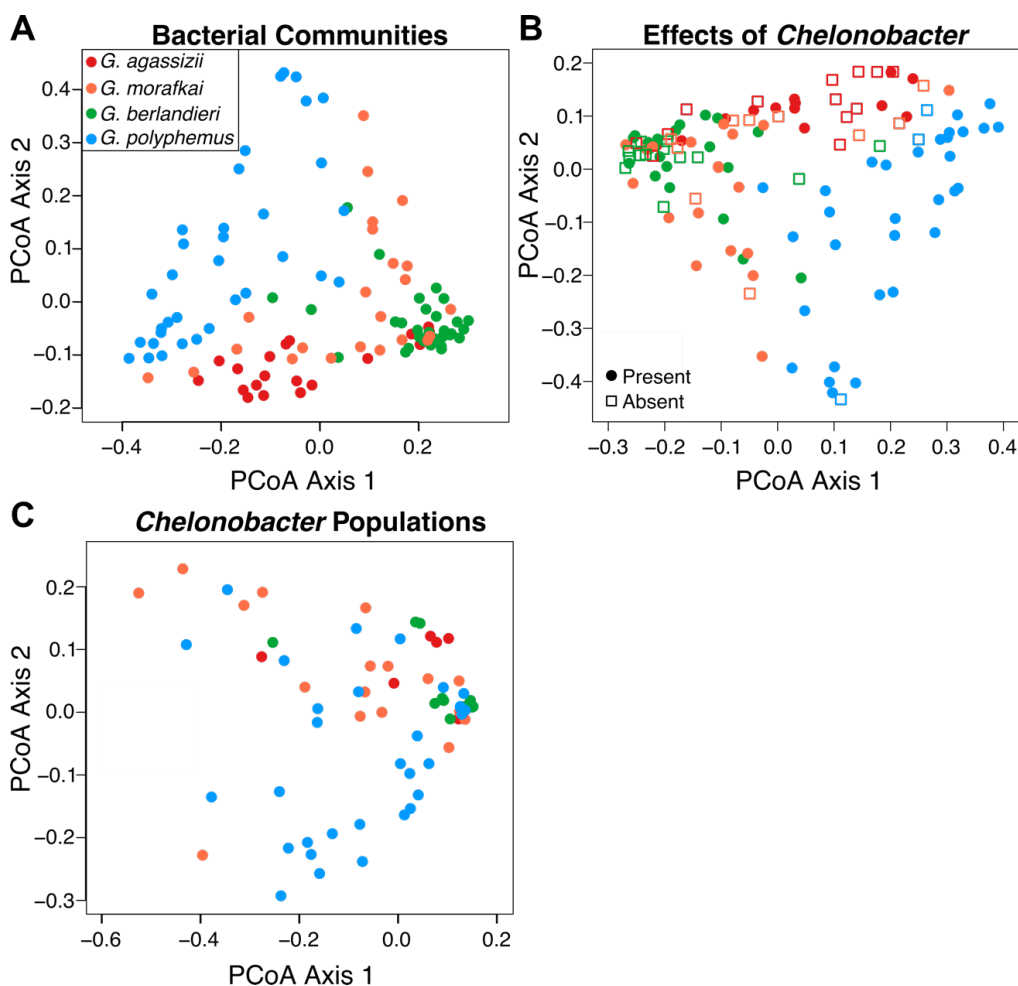 A
Bacterial Communities
G. agassizii
G. morafkai
G. berlandieri
G. polyphemus
0.4
0.3
0.2
0.1
0.0
−0.1
−0.2
PCoA Axis 2
−0.4
−0.2
0.0
0.2
PCoA Axis 1
B
Effects of Chelonobacter
0.2
0.1
0.0
−0.1
−0.2
−0.3
−0.4
PCoA Axis 2
Present
Absent
−0.3
−0.2
−0.1
0.0
0.1
0.2
0.3
0.4
PCoA Axis 1
C
Chelonobacter Populations
0.2
0.1
0.0
−0.1
−0.2
−0.3
PCoA Axis 2
−0.6
−0.4
−0.2
0.0
0.2
PCoA Axis 1